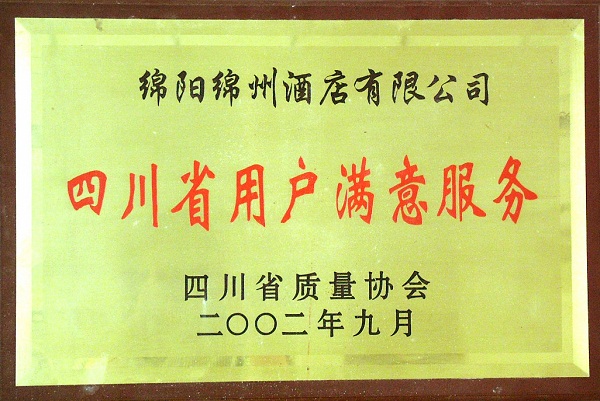 绵阳绵州酒店有限公司
四川省用户满意服务
四川省质量协会
二〇〇二年九月